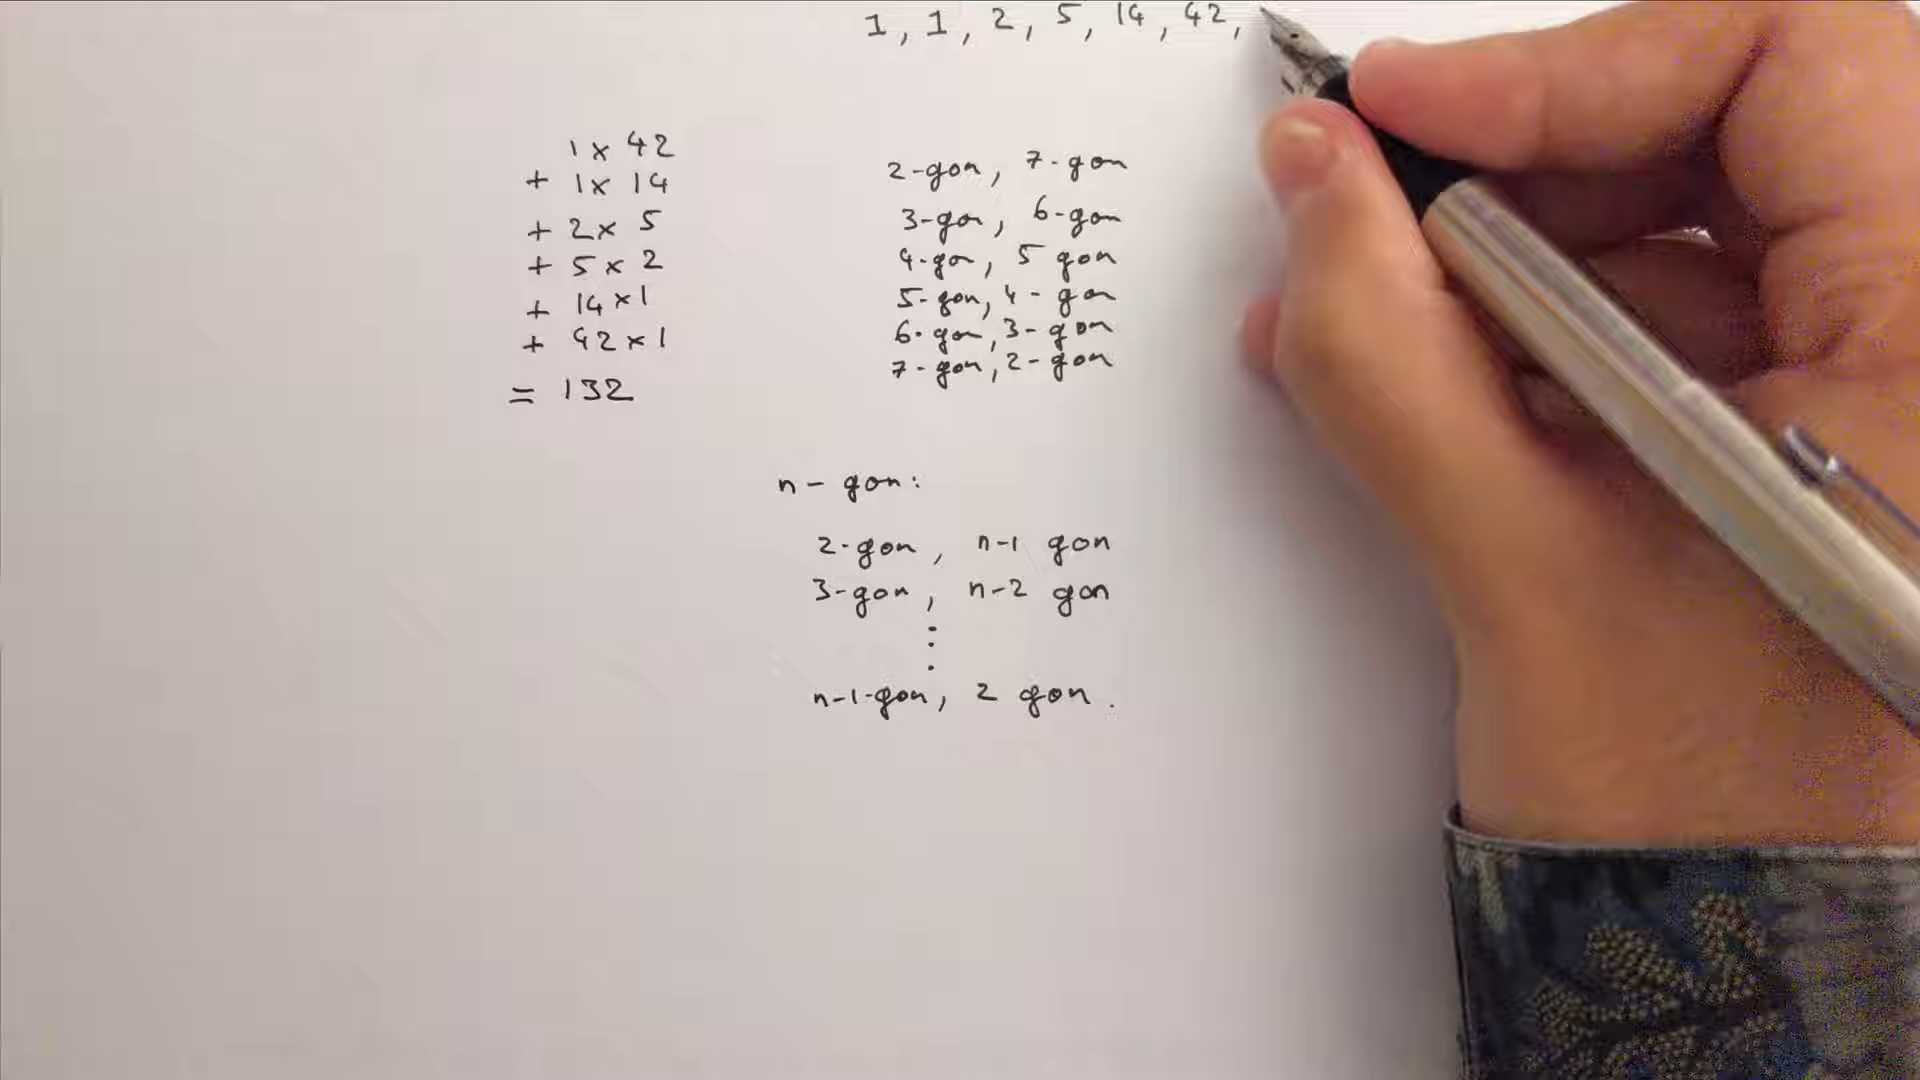 1, 1, 2, 5, 14, 42,
1 x 42
+ 1x 14
+ 2x 5
+ 5 x 2
+ 14 x 1
+ 42 x 1
= 132
2-gon, 7-gon
3-gon, 6-gon
4-gon, 5 gon
5-gon, 4-gon
6-gon, 3-gon
7-gon, 2-gon
n-gon:
2-gon, n-1 gon
3-gon, n-2 gon
⋮
n-1-gon, 2 gon.